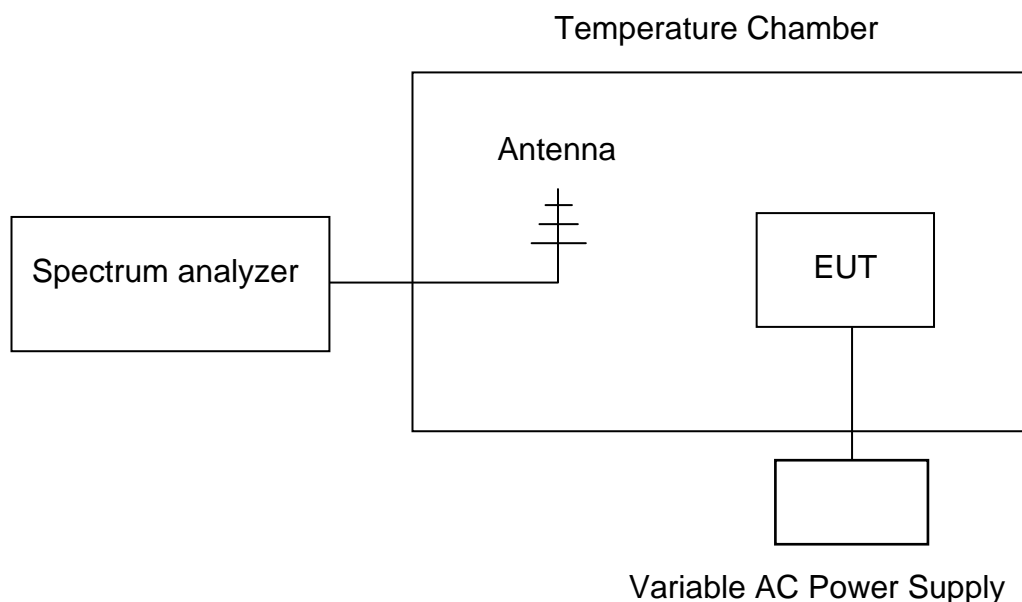 Temperature Chamber
Antenna
Spectrum analyzer
EUT
Variable AC Power Supply